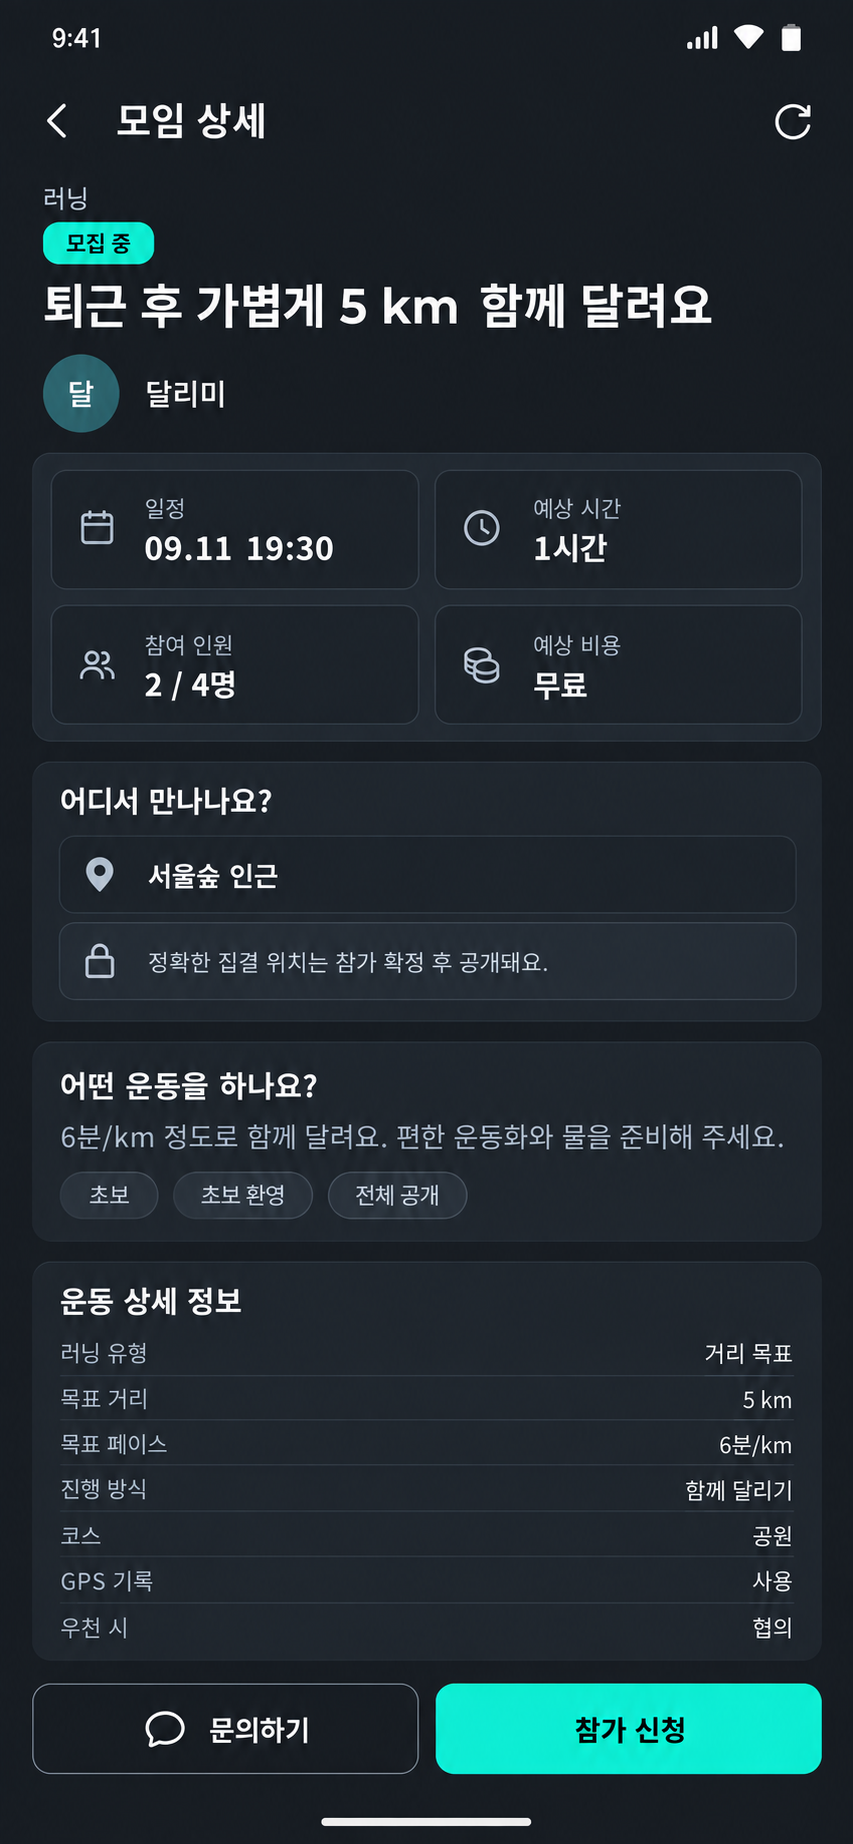 9:41
모임 상세
러닝
모집 중
퇴근 후 가볍게 5 km 함께 달려요
달 달리미
일정
09.11 19:30
예상 시간
1시간
참여 인원
2 / 4명
예상 비용
무료
어디서 만나나요?
서울숲 인근
정확한 집결 위치는 참가 확정 후 공개돼요.
어떤 운동을 하나요?
6분/km 정도로 함께 달려요. 편한 운동화와 물을 준비해 주세요.
초보 초보 환영 전체 공개
운동 상세 정보
러닝 유형 거리 목표
목표 거리 5 km
목표 페이스 6분/km
진행 방식 함께 달리기
코스 공원
GPS 기록 사용
우천 시 협의
문의하기 참가 신청